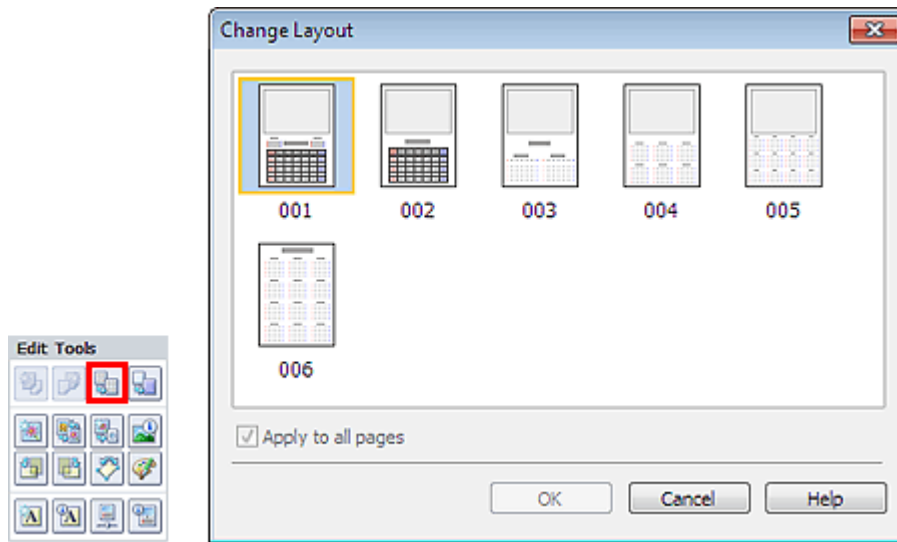 Change Layout
001 002 003 004 005
006
Edit Tools
Apply to all pages
OK Cancel Help